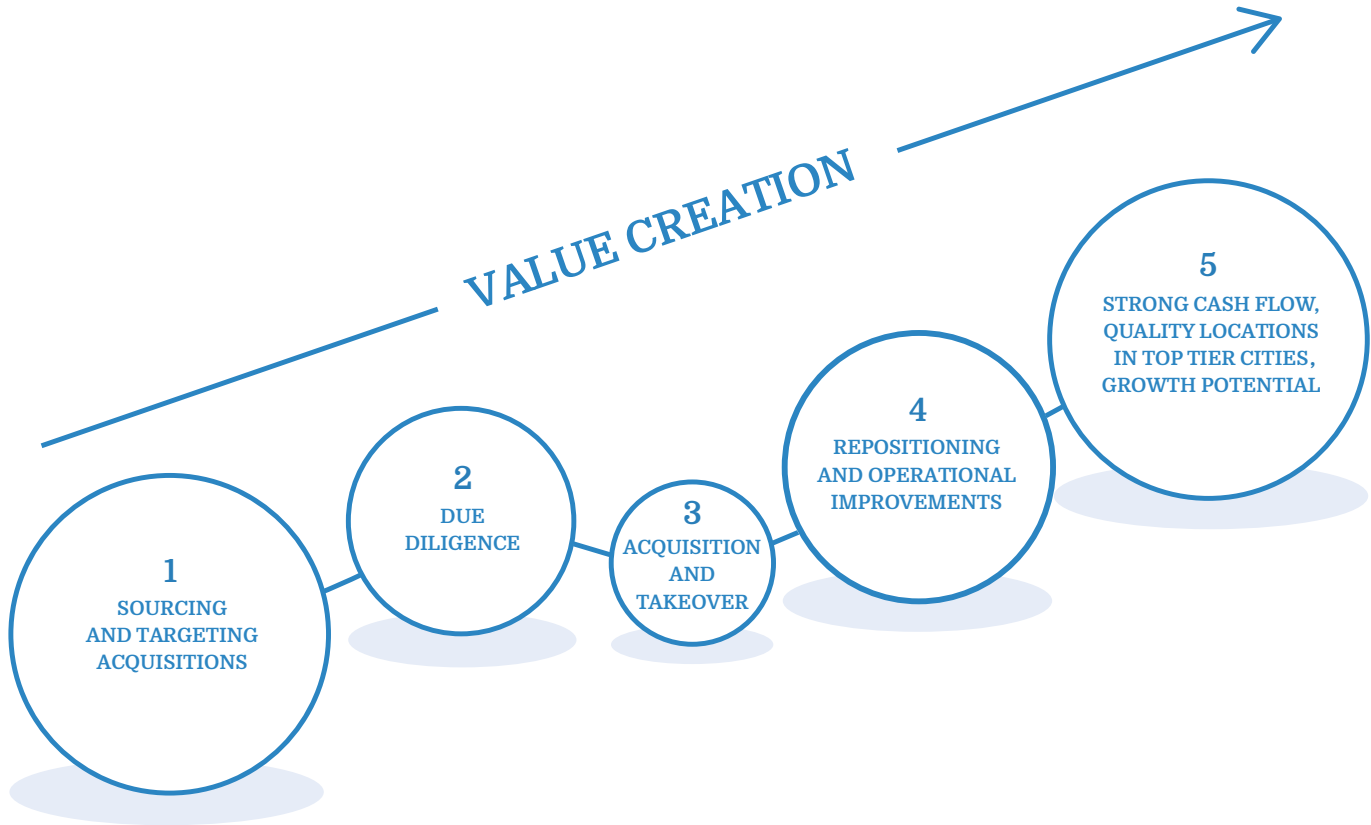 VALUE CREATION
1
SOURCING
AND TARGETING
ACQUISITIONS
2
DUE
DILIGENCE
3
ACQUISITION
AND
TAKEOVER
4
REPOSITIONING
AND OPERATIONAL
IMPROVEMENTS
5
STRONG CASH FLOW,
QUALITY LOCATIONS
IN TOP TIER CITIES,
GROWTH POTENTIAL